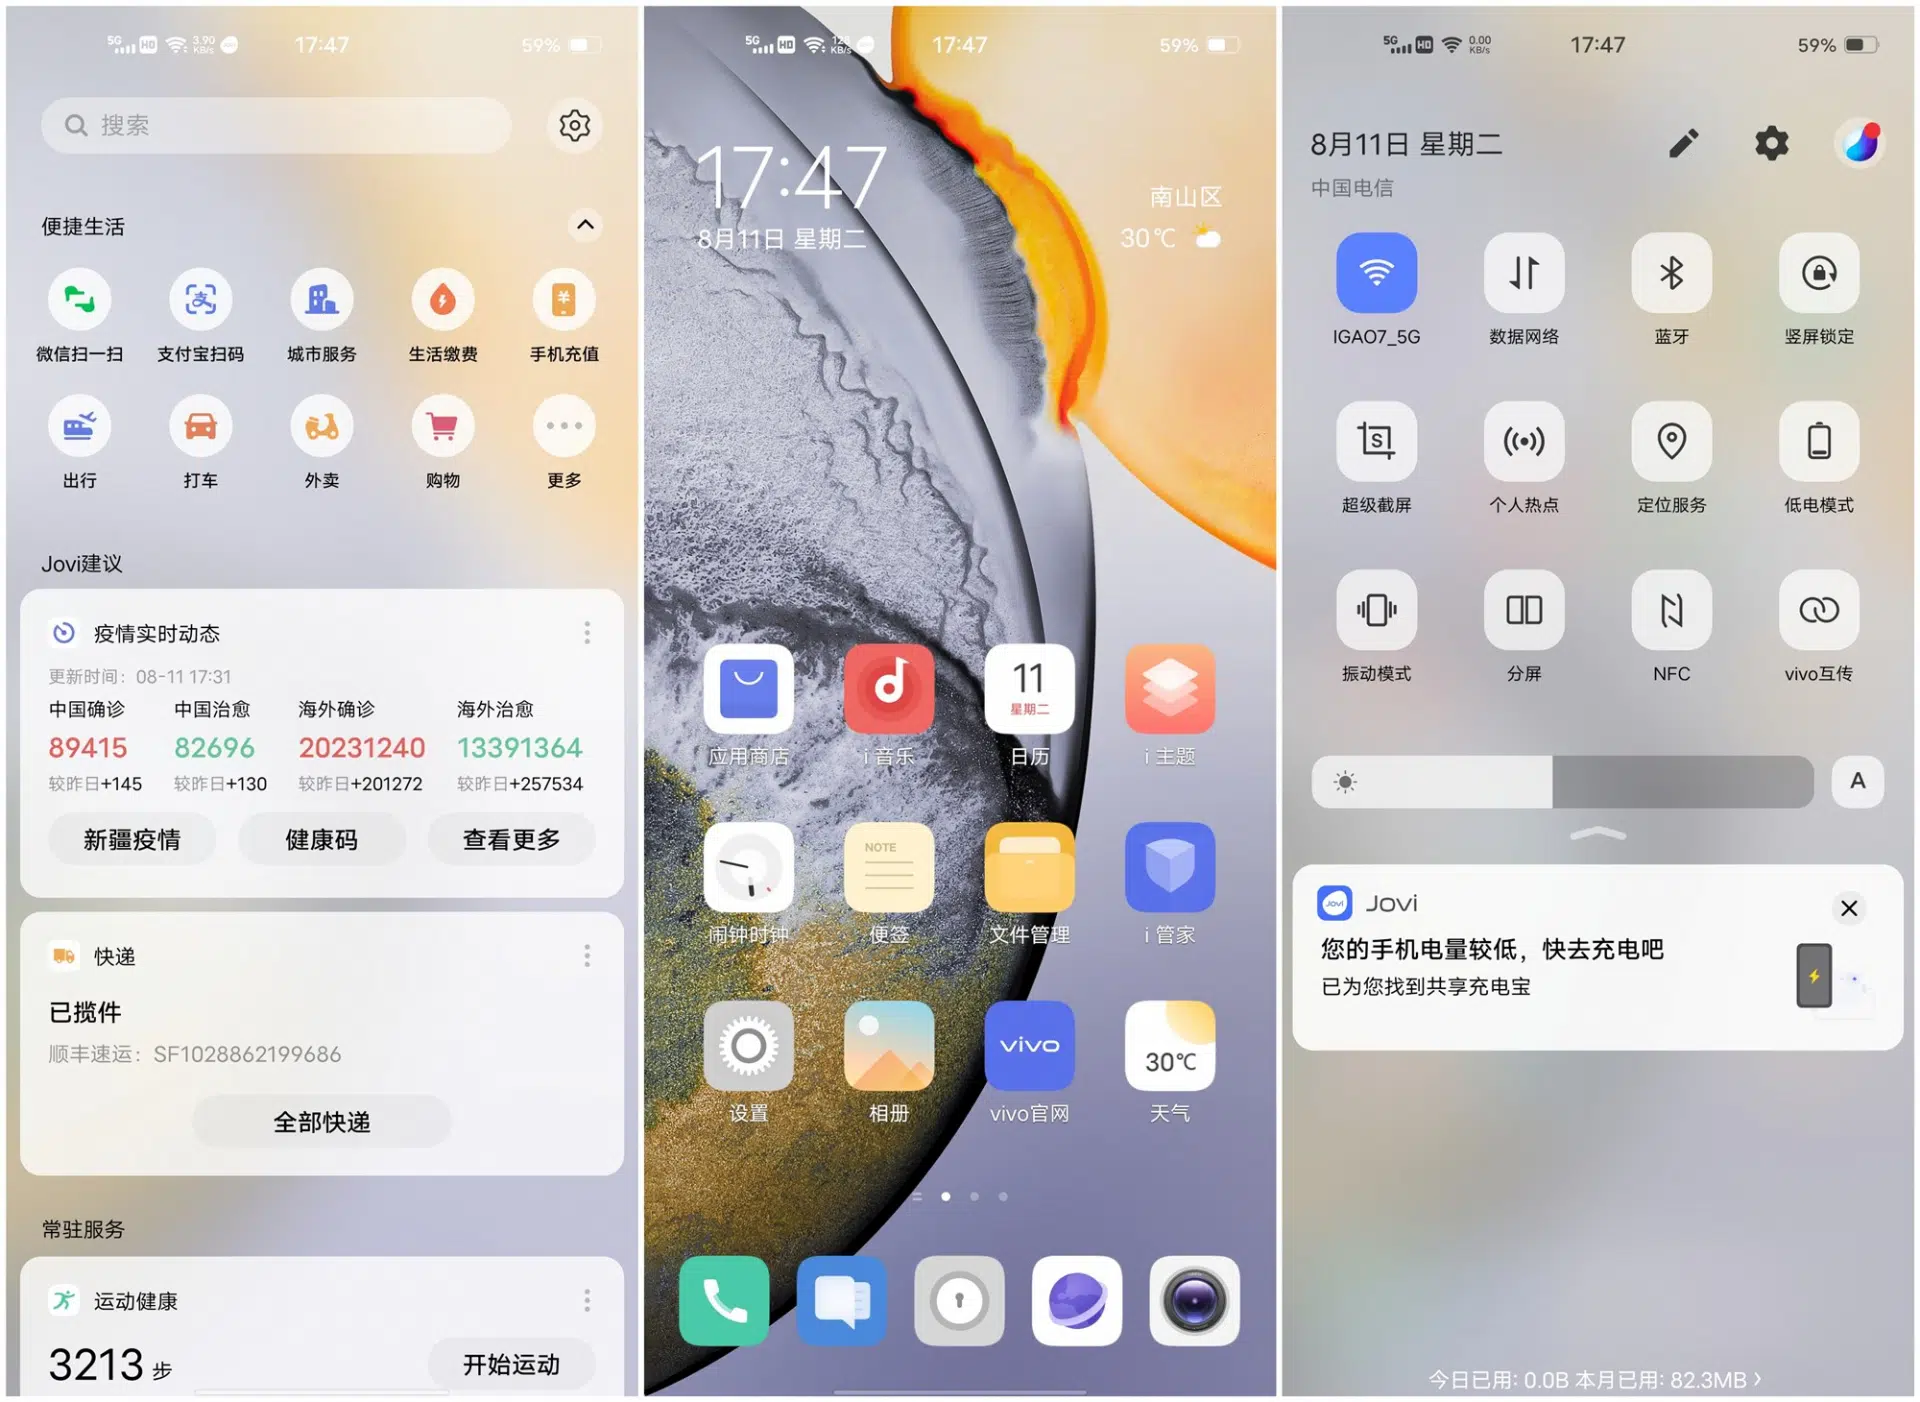 5G HD 3.90 KB/s 17:47 59%
搜索
便捷生活
微信扫一扫 支付宝扫码 城市服务 生活缴费 手机充值
出行 打车 外卖 购物 更多
Jovi建议
疫情实时动态
更新时间：08-11 17:31
中国确诊 中国治愈 海外确诊 海外治愈
89415 82696 20231240 13391364
较昨日+145 较昨日+130 较昨日+201272 较昨日+257534
新疆疫情 健康码 查看更多
快递
已揽件
顺丰速运：SF1028862199686
全部快递
常驻服务
运动健康
3213 步 开始运动
5G HD KB/s 17:47 59%
17:47
8月11日 星期二
南山区
30℃
11
星期二
应用商店 i 音乐 日历 i 主题
NOTE
闹钟时钟 便签 文件管理 i 管家
vivo 30℃
设置 相册 vivo官网 天气
5G HD 0.00 KB/s 17:47 59%
8月11日 星期二
中国电信
IGAO7_5G 数据网络 蓝牙 竖屏锁定
S
超级截屏 个人热点 定位服务 低电模式
振动模式 分屏 NFC vivo互传
A
Jovi Jovi
您的手机电量较低，快去充电吧
已为您找到共享充电宝
今日已用: 0.0B 本月已用: 82.3MB